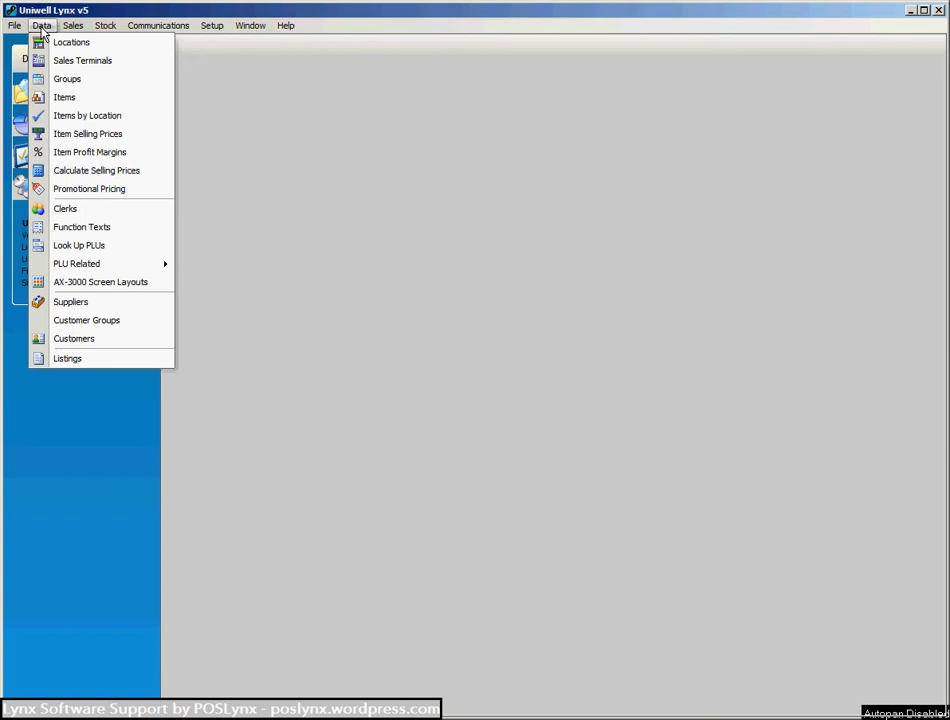 Uniwell Lynx v5
File Data Sales Stock Communications Setup Window Help
Locations
Sales Terminals
Groups
Items
Items by Location
Item Selling Prices
% Item Profit Margins
Calculate Selling Prices
Promotional Pricing
Clerks
Function Texts
Look Up PLUs
PLU Related
AX-3000 Screen Layouts
Suppliers
Customer Groups
Customers
Listings
Lynx Software Support by POSLynx - poslynx.wordpress.com
Autopan Disabled